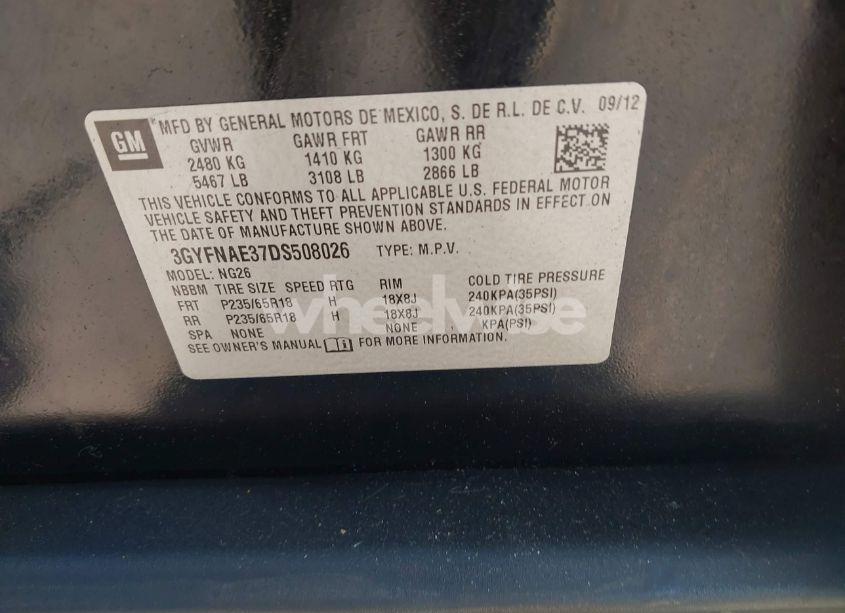 GM
MFD BY GENERAL MOTORS DE MEXICO, S. DE R.L. DE C.V. 09/12
GVWR GAWR FRT GAWR RR
2480 KG 1410 KG 1300 KG
5467 LB 3108 LB 2866 LB
THIS VEHICLE CONFORMS TO ALL APPLICABLE U.S. FEDERAL MOTOR
VEHICLE SAFETY AND THEFT PREVENTION STANDARDS IN EFFECT ON
THE DATE OF MANUFACTURE SHOWN ABOVE.
3GYFNAE37DS508026 TYPE: M.P.V.
MODEL: NG26
NBBM TIRE SIZE SPEED RTG RIM COLD TIRE PRESSURE
FRT P235/65R18 H 18X8J 240KPA(35PSI)
RR P235/65R18 H 18X8J 240KPA(35PSI)
SPA NONE NONE KPA(PSI)
SEE OWNER'S MANUAL FOR MORE INFORMATION.
wheelwise